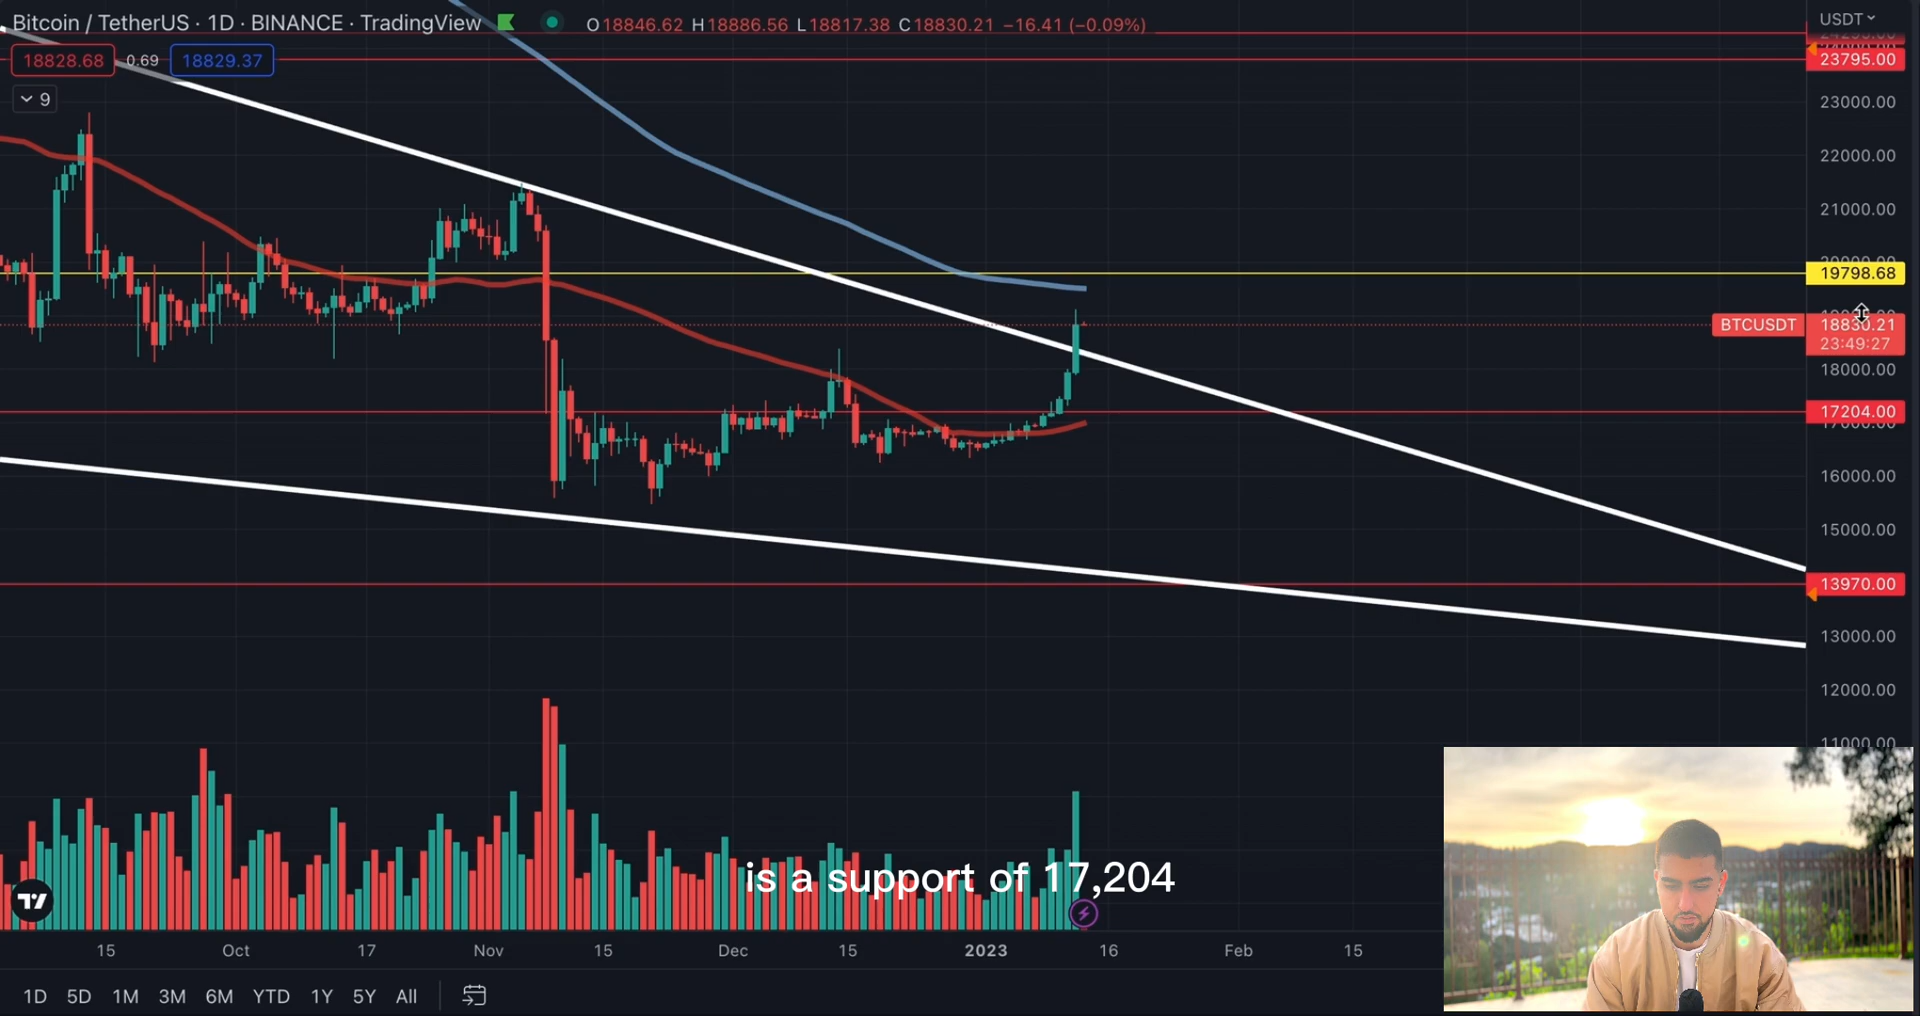 Bitcoin / TetherUS · 1D · BINANCE · TradingView O18846.62 H18886.56 L18817.38 C18830.21 −16.41 (−0.09%)
USDT
18828.68 0.69 18829.37
23795.00
9
23000.00
22000.00
21000.00
19798.68
BTCUSDT 18830.21
23:49:27
18000.00
17204.00
17000.00
16000.00
15000.00
13970.00
13000.00
12000.00
11000.00
is a support of 17,204
15 Oct 17 Nov 15 Dec 15 2023 16 Feb 15
1D 5D 1M 3M 6M YTD 1Y 5Y All